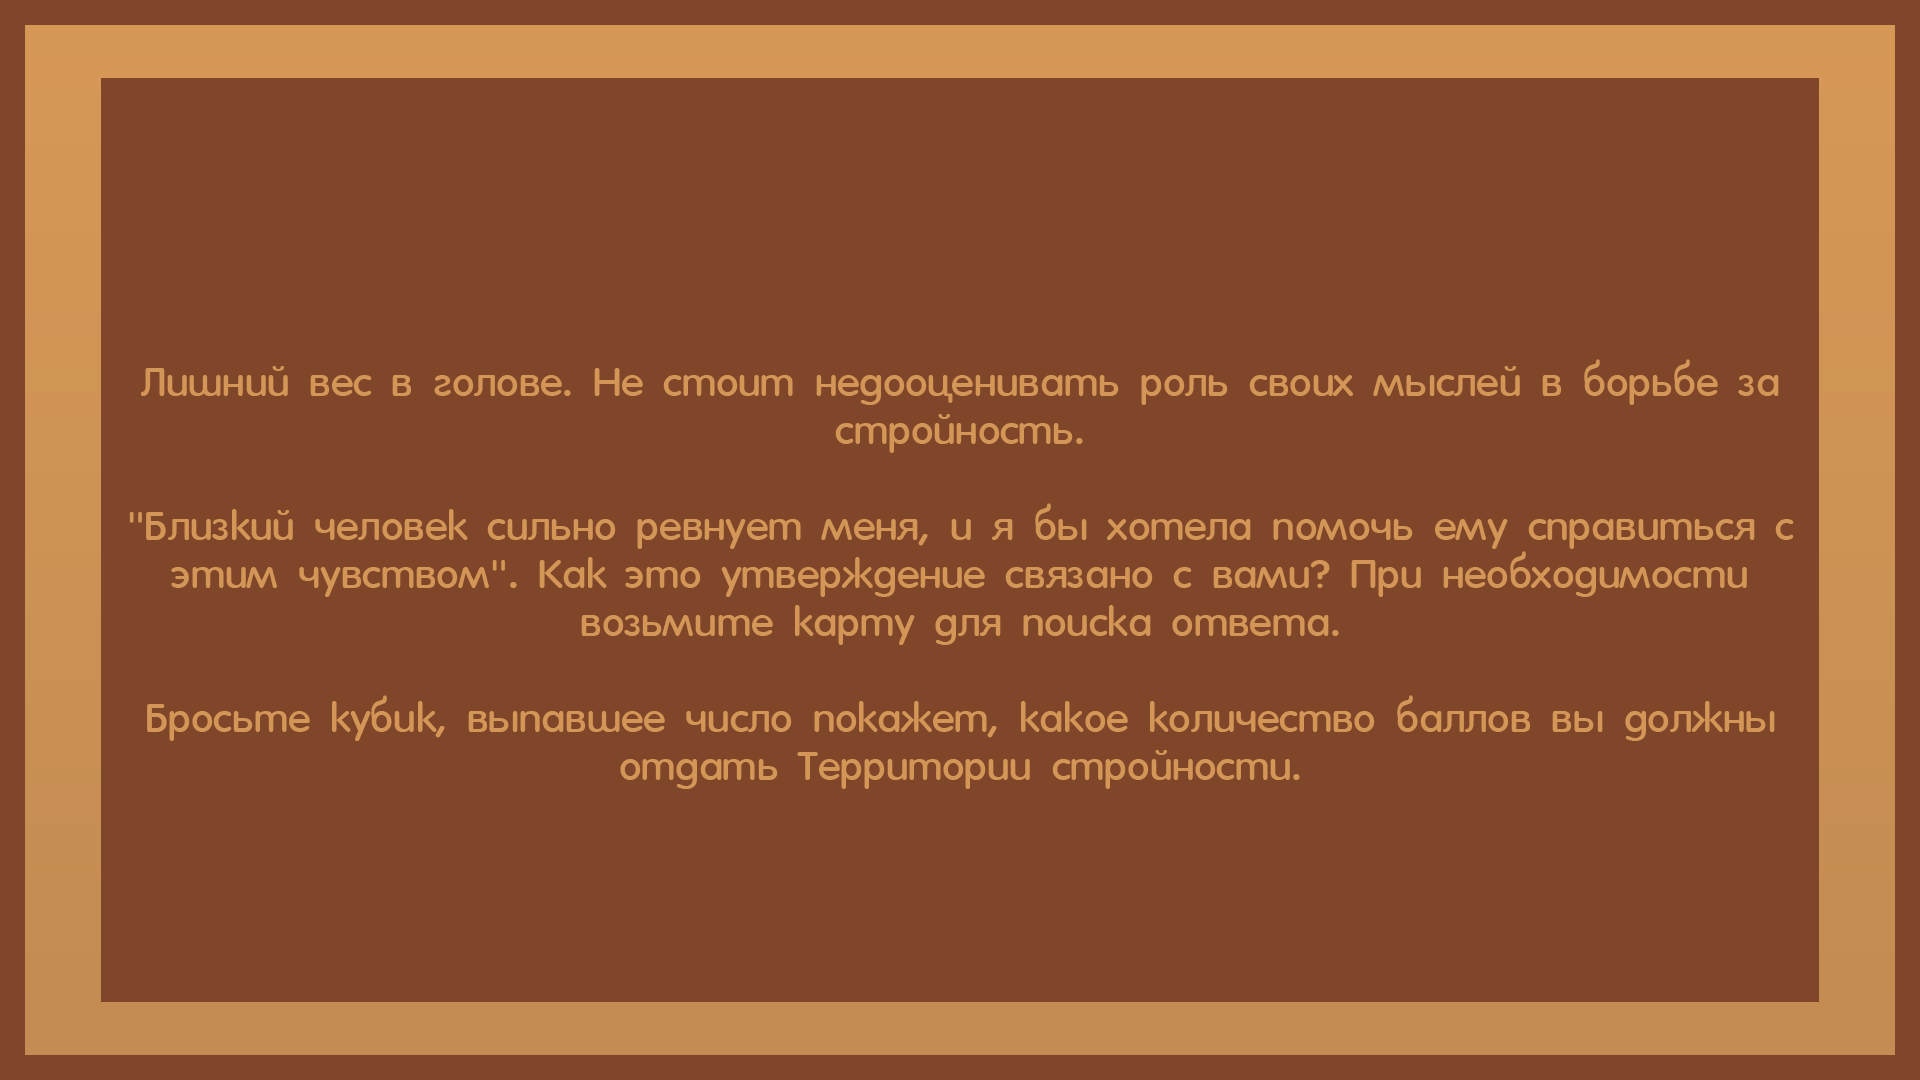 Лишний вес в голове. Не стоит недооценивать роль своих мыслей в борьбе за
стройность.
"Близкий человек сильно ревнует меня, и я бы хотела помочь ему справиться с
этим чувством". Как это утверждение связано с вами? При необходимости
возьмите карту для поиска ответа.
Бросьте кубик, выпавшее число покажет, какое количество баллов вы должны
отдать Территории стройности.